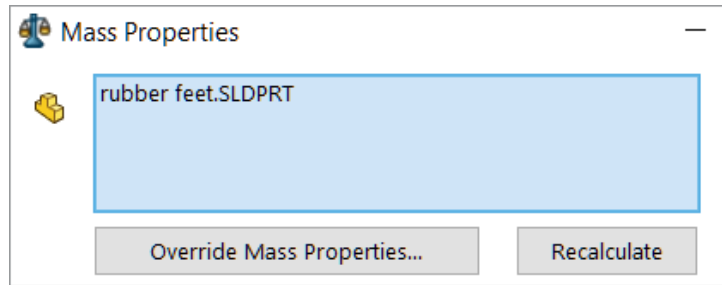 Mass Properties
rubber feet.SLDPRT
Override Mass Properties...
Recalculate